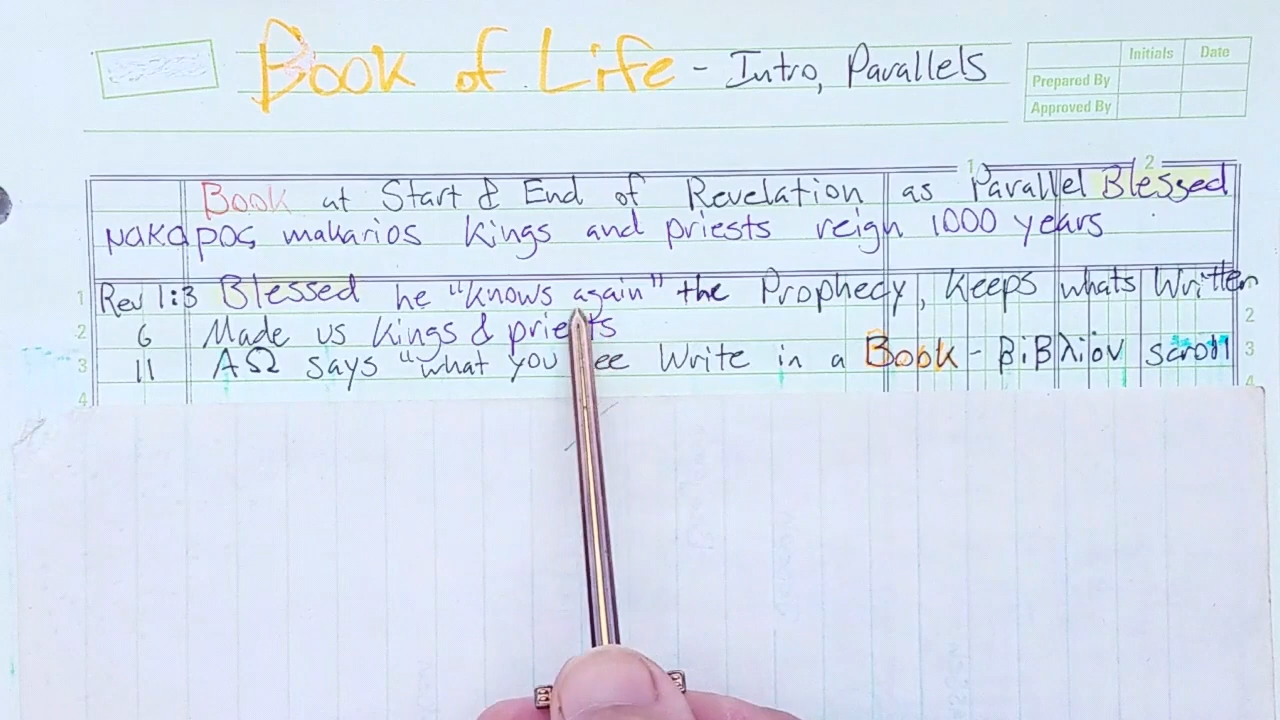 Book of Life - Intro, Parallels
Initials Date
Prepared By
Approved By
1 2
Book at Start & End of Revelation as Parallel Blessed
μακαρος makarios Kings and priests reign 1000 years
1 Rev 1:3 Blessed he "knows again" the Prophecy, Keeps whats Written
2 6 Made us Kings & priests 2
3 11 ΑΩ says "what you see Write in a Book - βιβλιον scroll 3
4 4